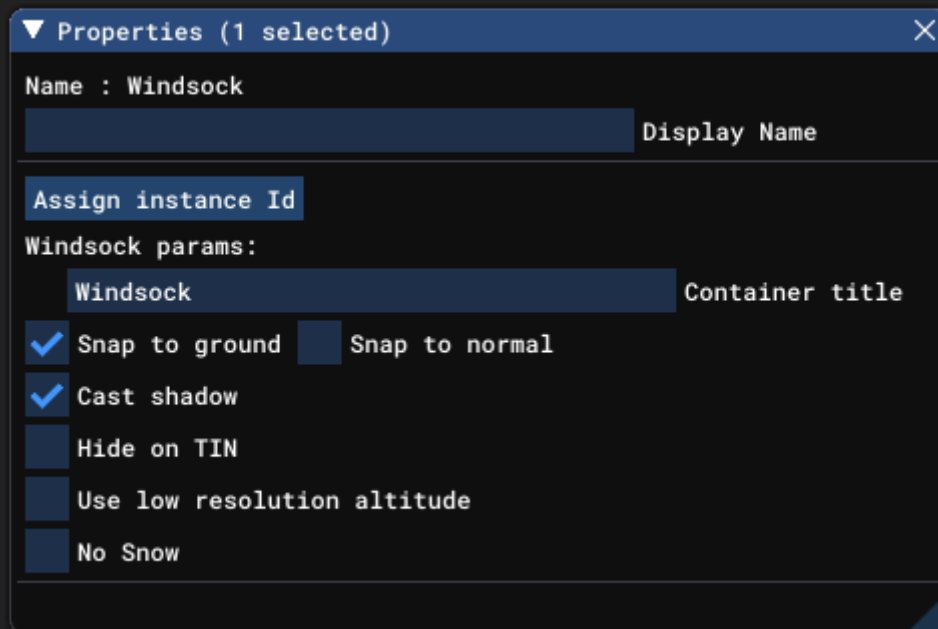 Properties (1 selected)
Name : Windsock
Display Name
Assign instance Id
Windsock params:
Windsock Container title
Snap to ground Snap to normal
Cast shadow
Hide on TIN
Use low resolution altitude
No Snow